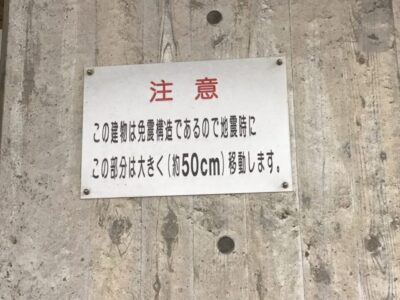 注意
この建物は免震構造であるので地震時に
この部分は大きく(約50cm)移動します。